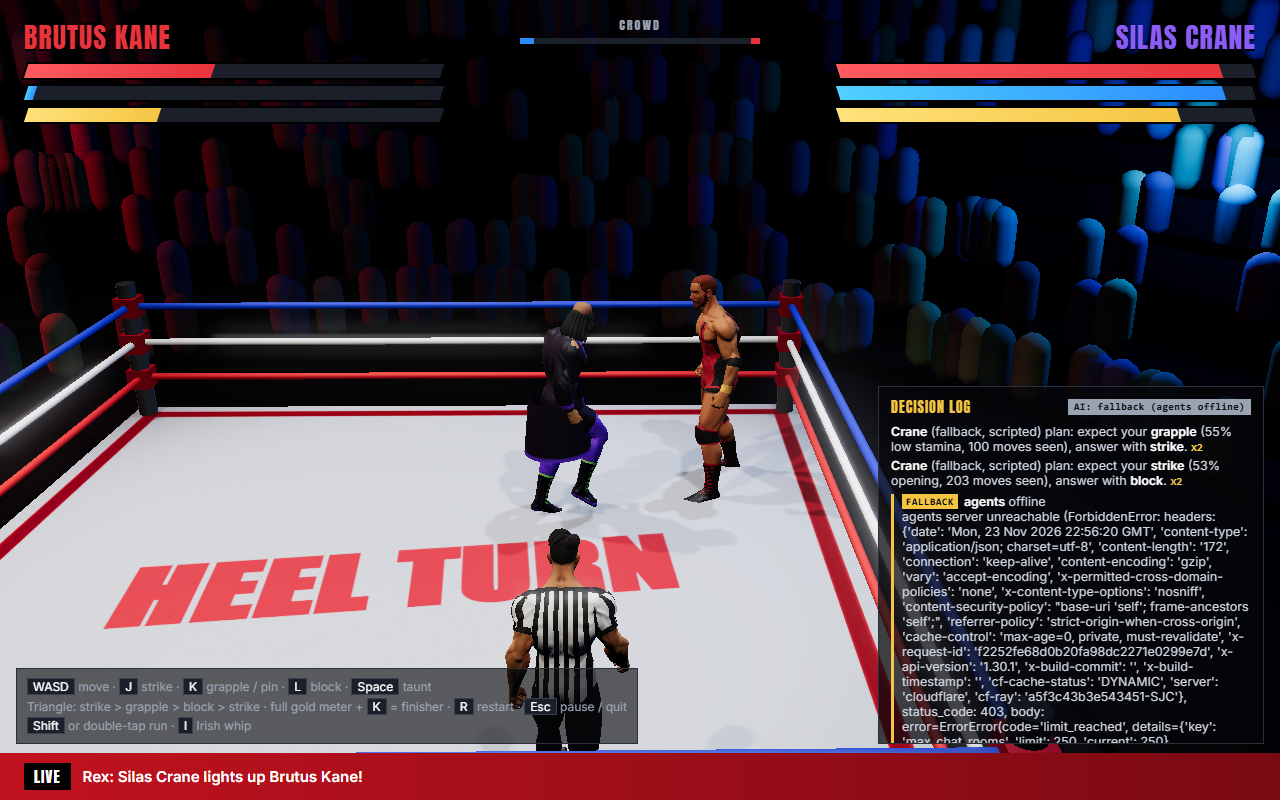 BRUTUS KANE
CROWD
SILAS CRANE
DECISION LOG
AI: fallback (agents offline)
Crane (fallback, scripted) plan: expect your grapple (55%
low stamina, 100 moves seen), answer with strike. x2
Crane (fallback, scripted) plan: expect your strike (53%
opening, 203 moves seen), answer with block. x2
FALLBACK agents offline
agents server unreachable (ForbiddenError: headers:
{'date': 'Mon, 23 Nov 2026 22:56:20 GMT', 'content-type':
'application/json; charset=utf-8', 'content-length': '172',
'connection': 'keep-alive', 'content-encoding': 'gzip',
'vary': 'accept-encoding', 'x-permitted-cross-domain-
policies': 'none', 'x-content-type-options': 'nosniff',
'content-security-policy': "base-uri 'self'; frame-ancestors
'self';", 'referrer-policy': 'strict-origin-when-cross-origin',
'cache-control': 'max-age=0, private, must-revalidate', 'x-
request-id': 'f2252fe68d0b20fa98dc2271e0299e7d', 'x-
api-version': '1.30.1', 'x-build-commit': '', 'x-build-
timestamp': '', 'cf-cache-status': 'DYNAMIC', 'server':
'cloudflare', 'cf-ray': 'a5f3c43b3e543451-SJC'},
status_code: 403, body:
error=ErrorError(code='limit_reached', details={'key':
'max_chat_rooms', 'limit': 250, 'current': 250}
HEEL TURN
WASD move · J strike · K grapple / pin · L block · Space taunt
Triangle: strike > grapple > block > strike · full gold meter + K = finisher · R restart · Esc pause / quit
Shift or double-tap run · I Irish whip
LIVE Rex: Silas Crane lights up Brutus Kane!